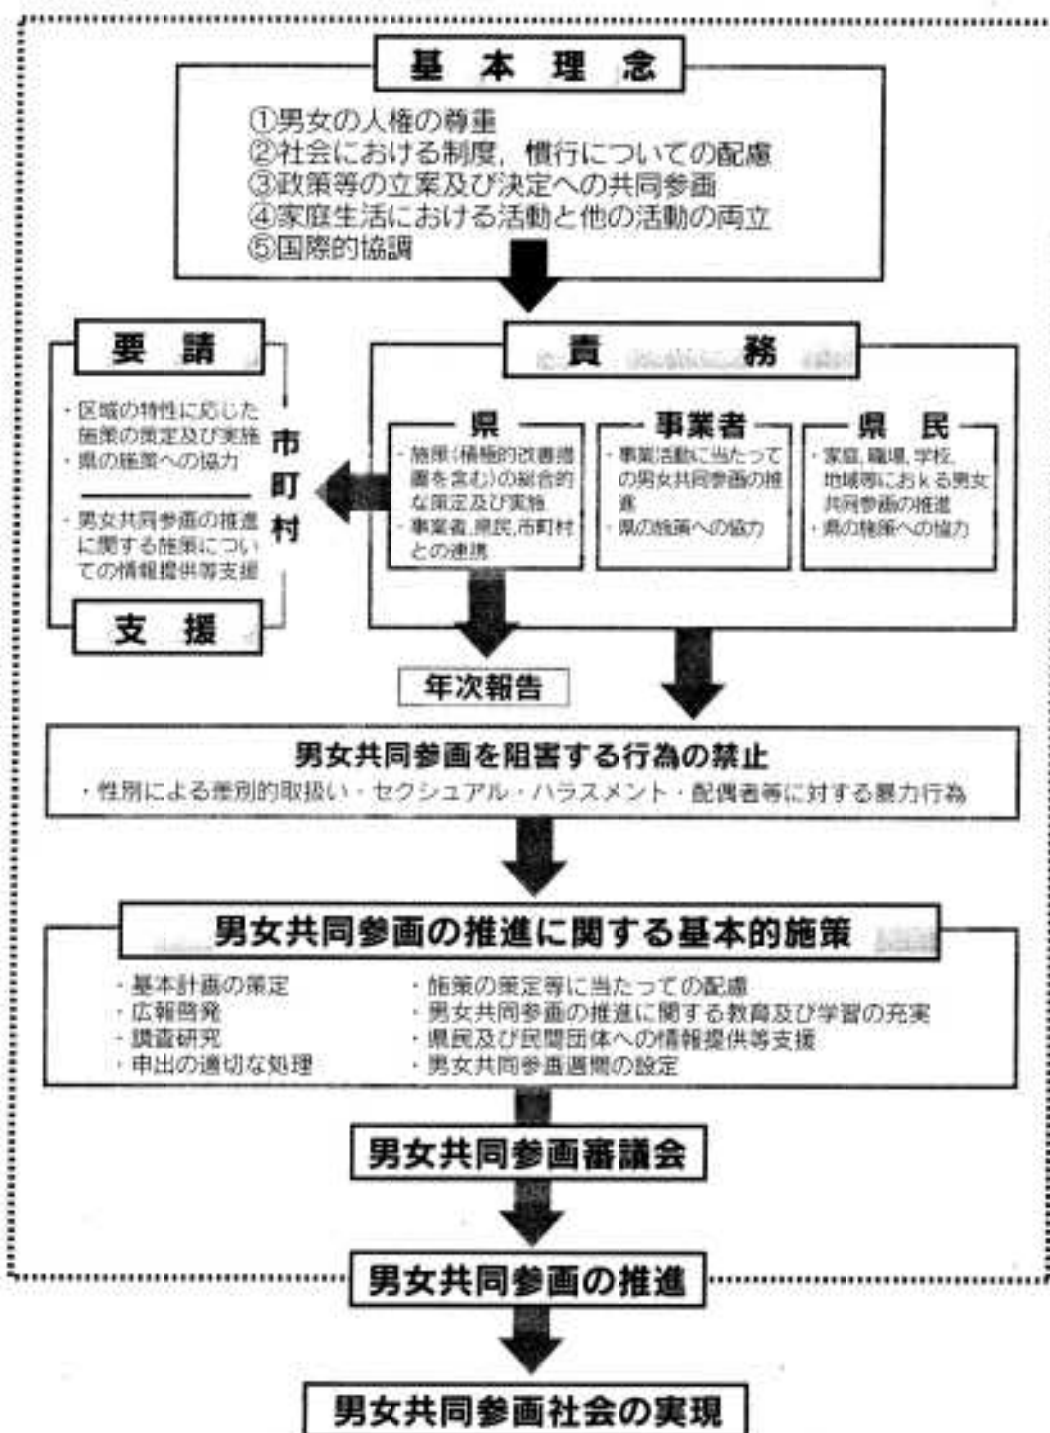 基本理念
①男女の人権の尊重
②社会における制度，慣行についての配慮
③政策等の立案及び決定への共同参画
④家庭生活における活動と他の活動の両立
⑤国際的協調
要請
・区域の特性に応じた
施策の策定及び実施
・県の施策への協力
・男女共同参画の推進
に関する施策につい
ての情報提供等支援
支援
市町村
責務
県
・施策(積極的改善措
置を含む)の総合的
な策定及び実施
・事業者,県民,市町村
との連携
事業者
・事業活動に当たって
の男女共同参画の推
進
・県の施策への協力
県民
・家庭,職場,学校,
地域等におkる男女
共同参画の推進
・県の施策への協力
年次報告
男女共同参画を阻害する行為の禁止
・性別による差別的取扱い・セクシュアル・ハラスメント・配偶者等に対する暴力行為
男女共同参画の推進に関する基本的施策
・基本計画の策定
・広報啓発
・調査研究
・申出の適切な処理
・施策の策定等に当たっての配慮
・男女共同参画の推進に関する教育及び学習の充実
・県民及び民間団体への情報提供等支援
・男女共同参画週間の設定
男女共同参画審議会
男女共同参画の推進
男女共同参画社会の実現